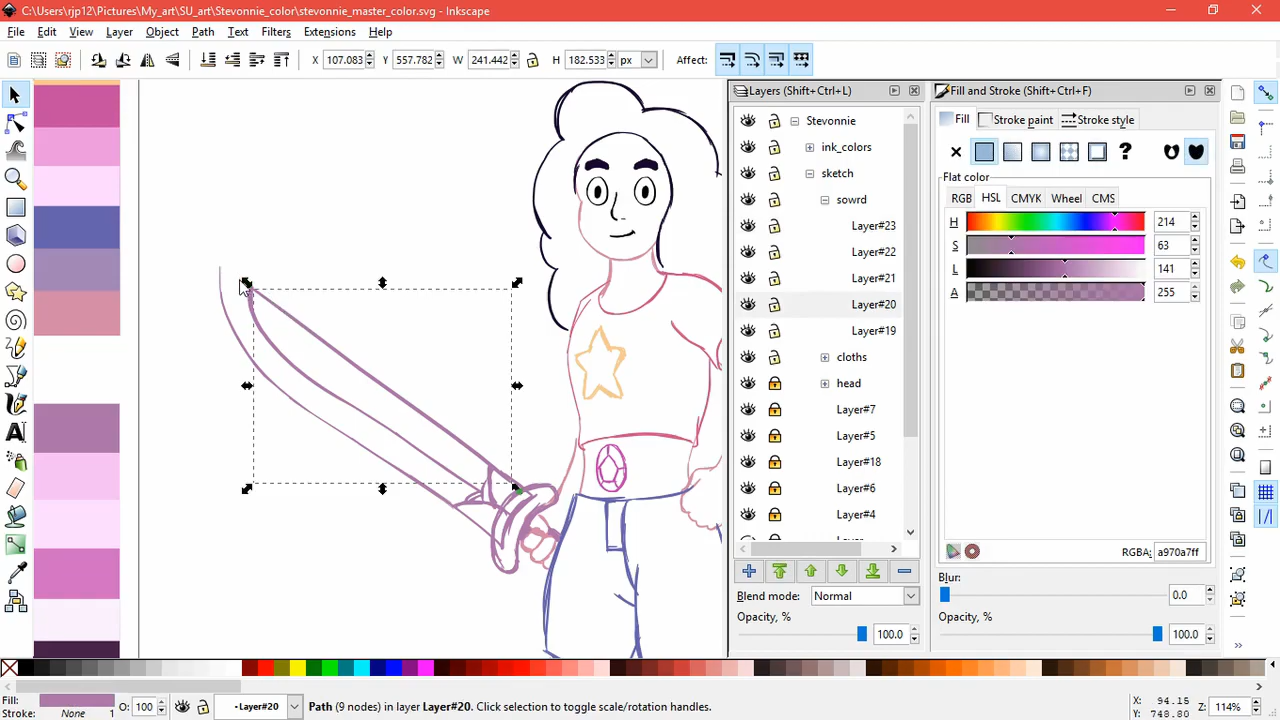 C:\Users\rjp12\Pictures\My_art\SU_art\Stevonnie_color\stevonnie_master_color.svg - Inkscape
File Edit View Layer Object Path Text Filters Extensions Help
X 107.083 Y 557.782 W 241.442 H 182.533 px Affect:
Layers (Shift+Ctrl+L)
Stevonnie
ink_colors
sketch
sowrd
Layer#23
Layer#22
Layer#21
Layer#20
Layer#19
cloths
head
Layer#7
Layer#5
Layer#18
Layer#6
Layer#4
Blend mode: Normal
Opacity, %
100.0
Fill and Stroke (Shift+Ctrl+F)
Fill Stroke paint Stroke style
?
Flat color
RGB HSL CMYK Wheel CMS
H 214
S 63
L 141
A 255
RGBA: a970a7ff
Blur:
0.0
Opacity, %
100.0
Fill:
Stroke: None 1
O: 100
•Layer#20
Path (9 nodes) in layer Layer#20. Click selection to toggle scale/rotation handles.
X: 94.15
Y: 748.80
Z: 114%